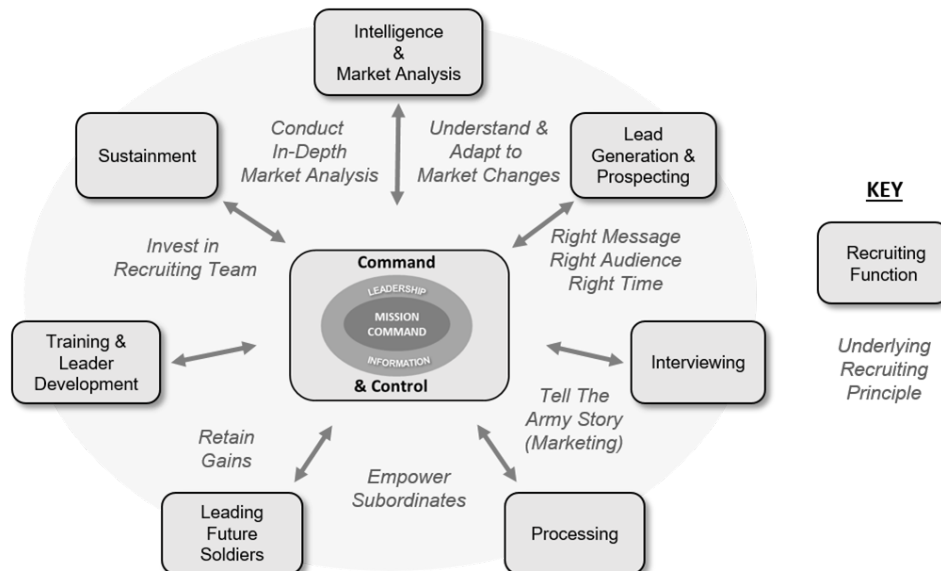 Intelligence
&
Market Analysis
Sustainment
Conduct
In-Depth
Market Analysis
Understand &
Adapt to
Market Changes
Lead
Generation &
Prospecting
KEY
Recruiting
Function
Underlying
Recruiting
Principle
Invest in
Recruiting Team
Command
LEADERSHIP
MISSION
COMMAND
INFORMATION
& Control
Right Message
Right Audience
Right Time
Training &
Leader
Development
Interviewing
Tell The
Army Story
(Marketing)
Retain
Gains
Empower
Subordinates
Leading
Future
Soldiers
Processing